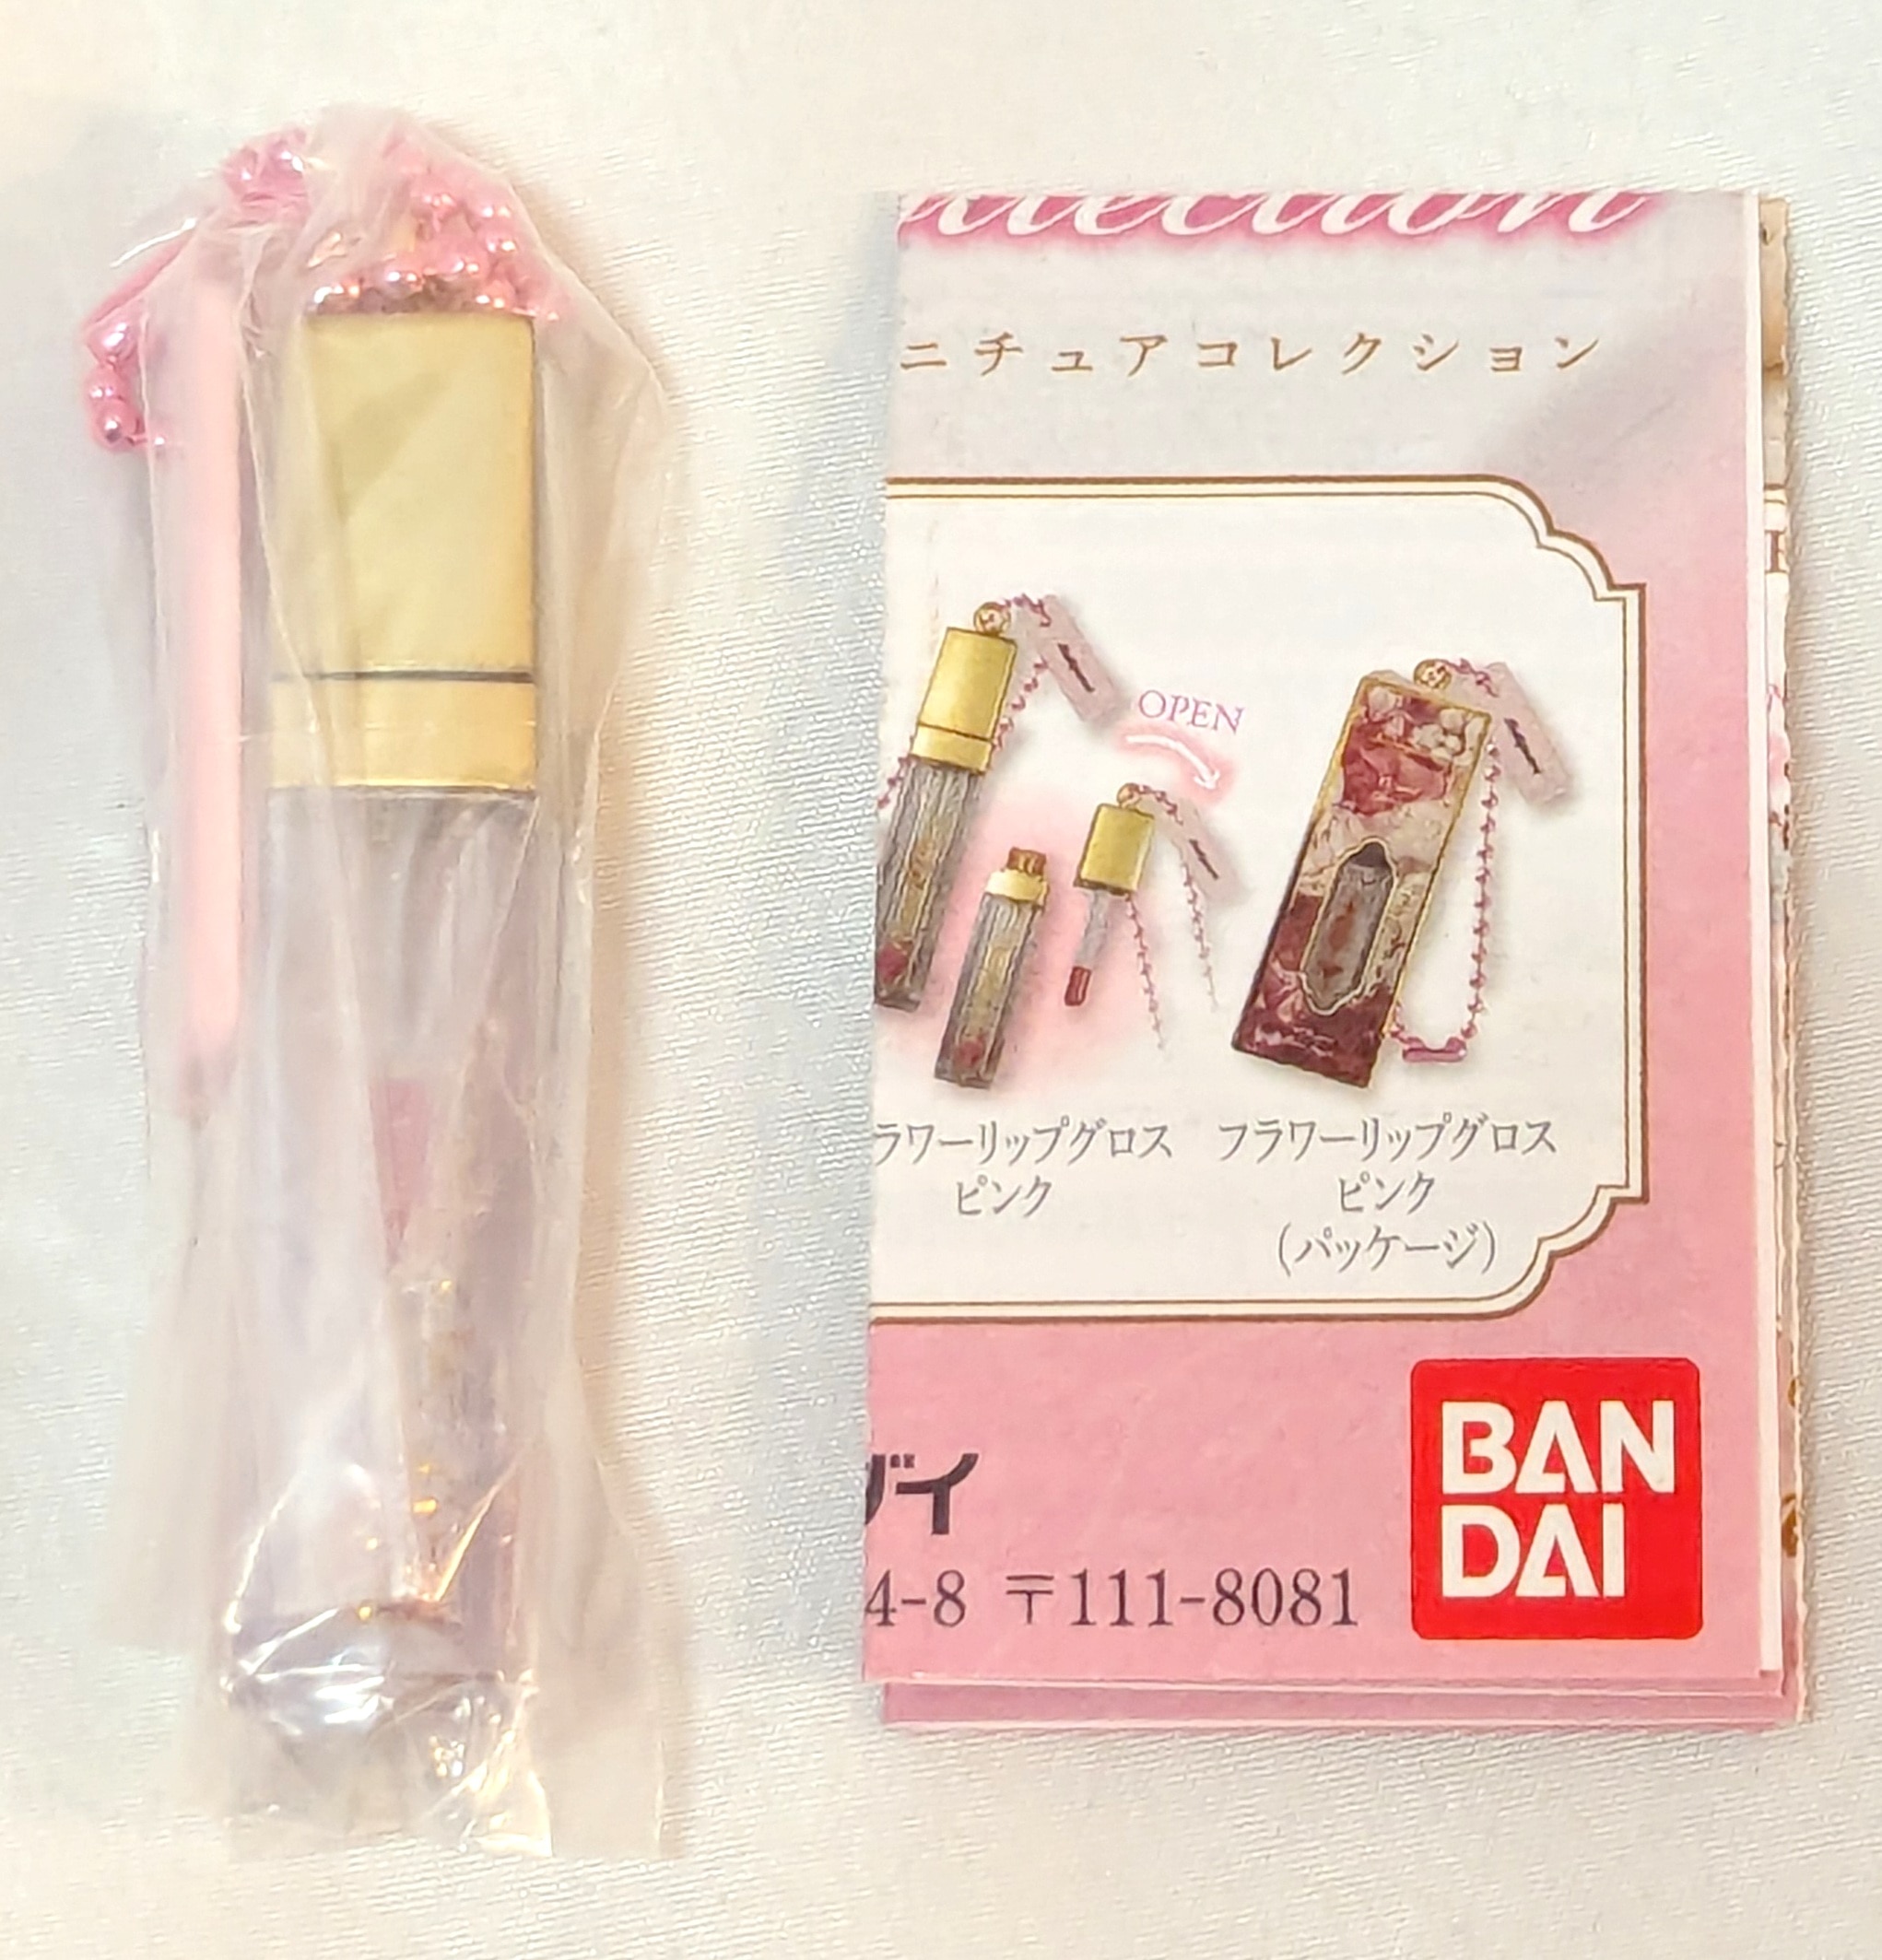 llection
ニチュアコレクション
OPEN
ラワーリップグロス
ピンク
フラワーリップグロス
ピンク
(パッケージ)
ダイ
4-8 〒111-8081
BAN
DAI